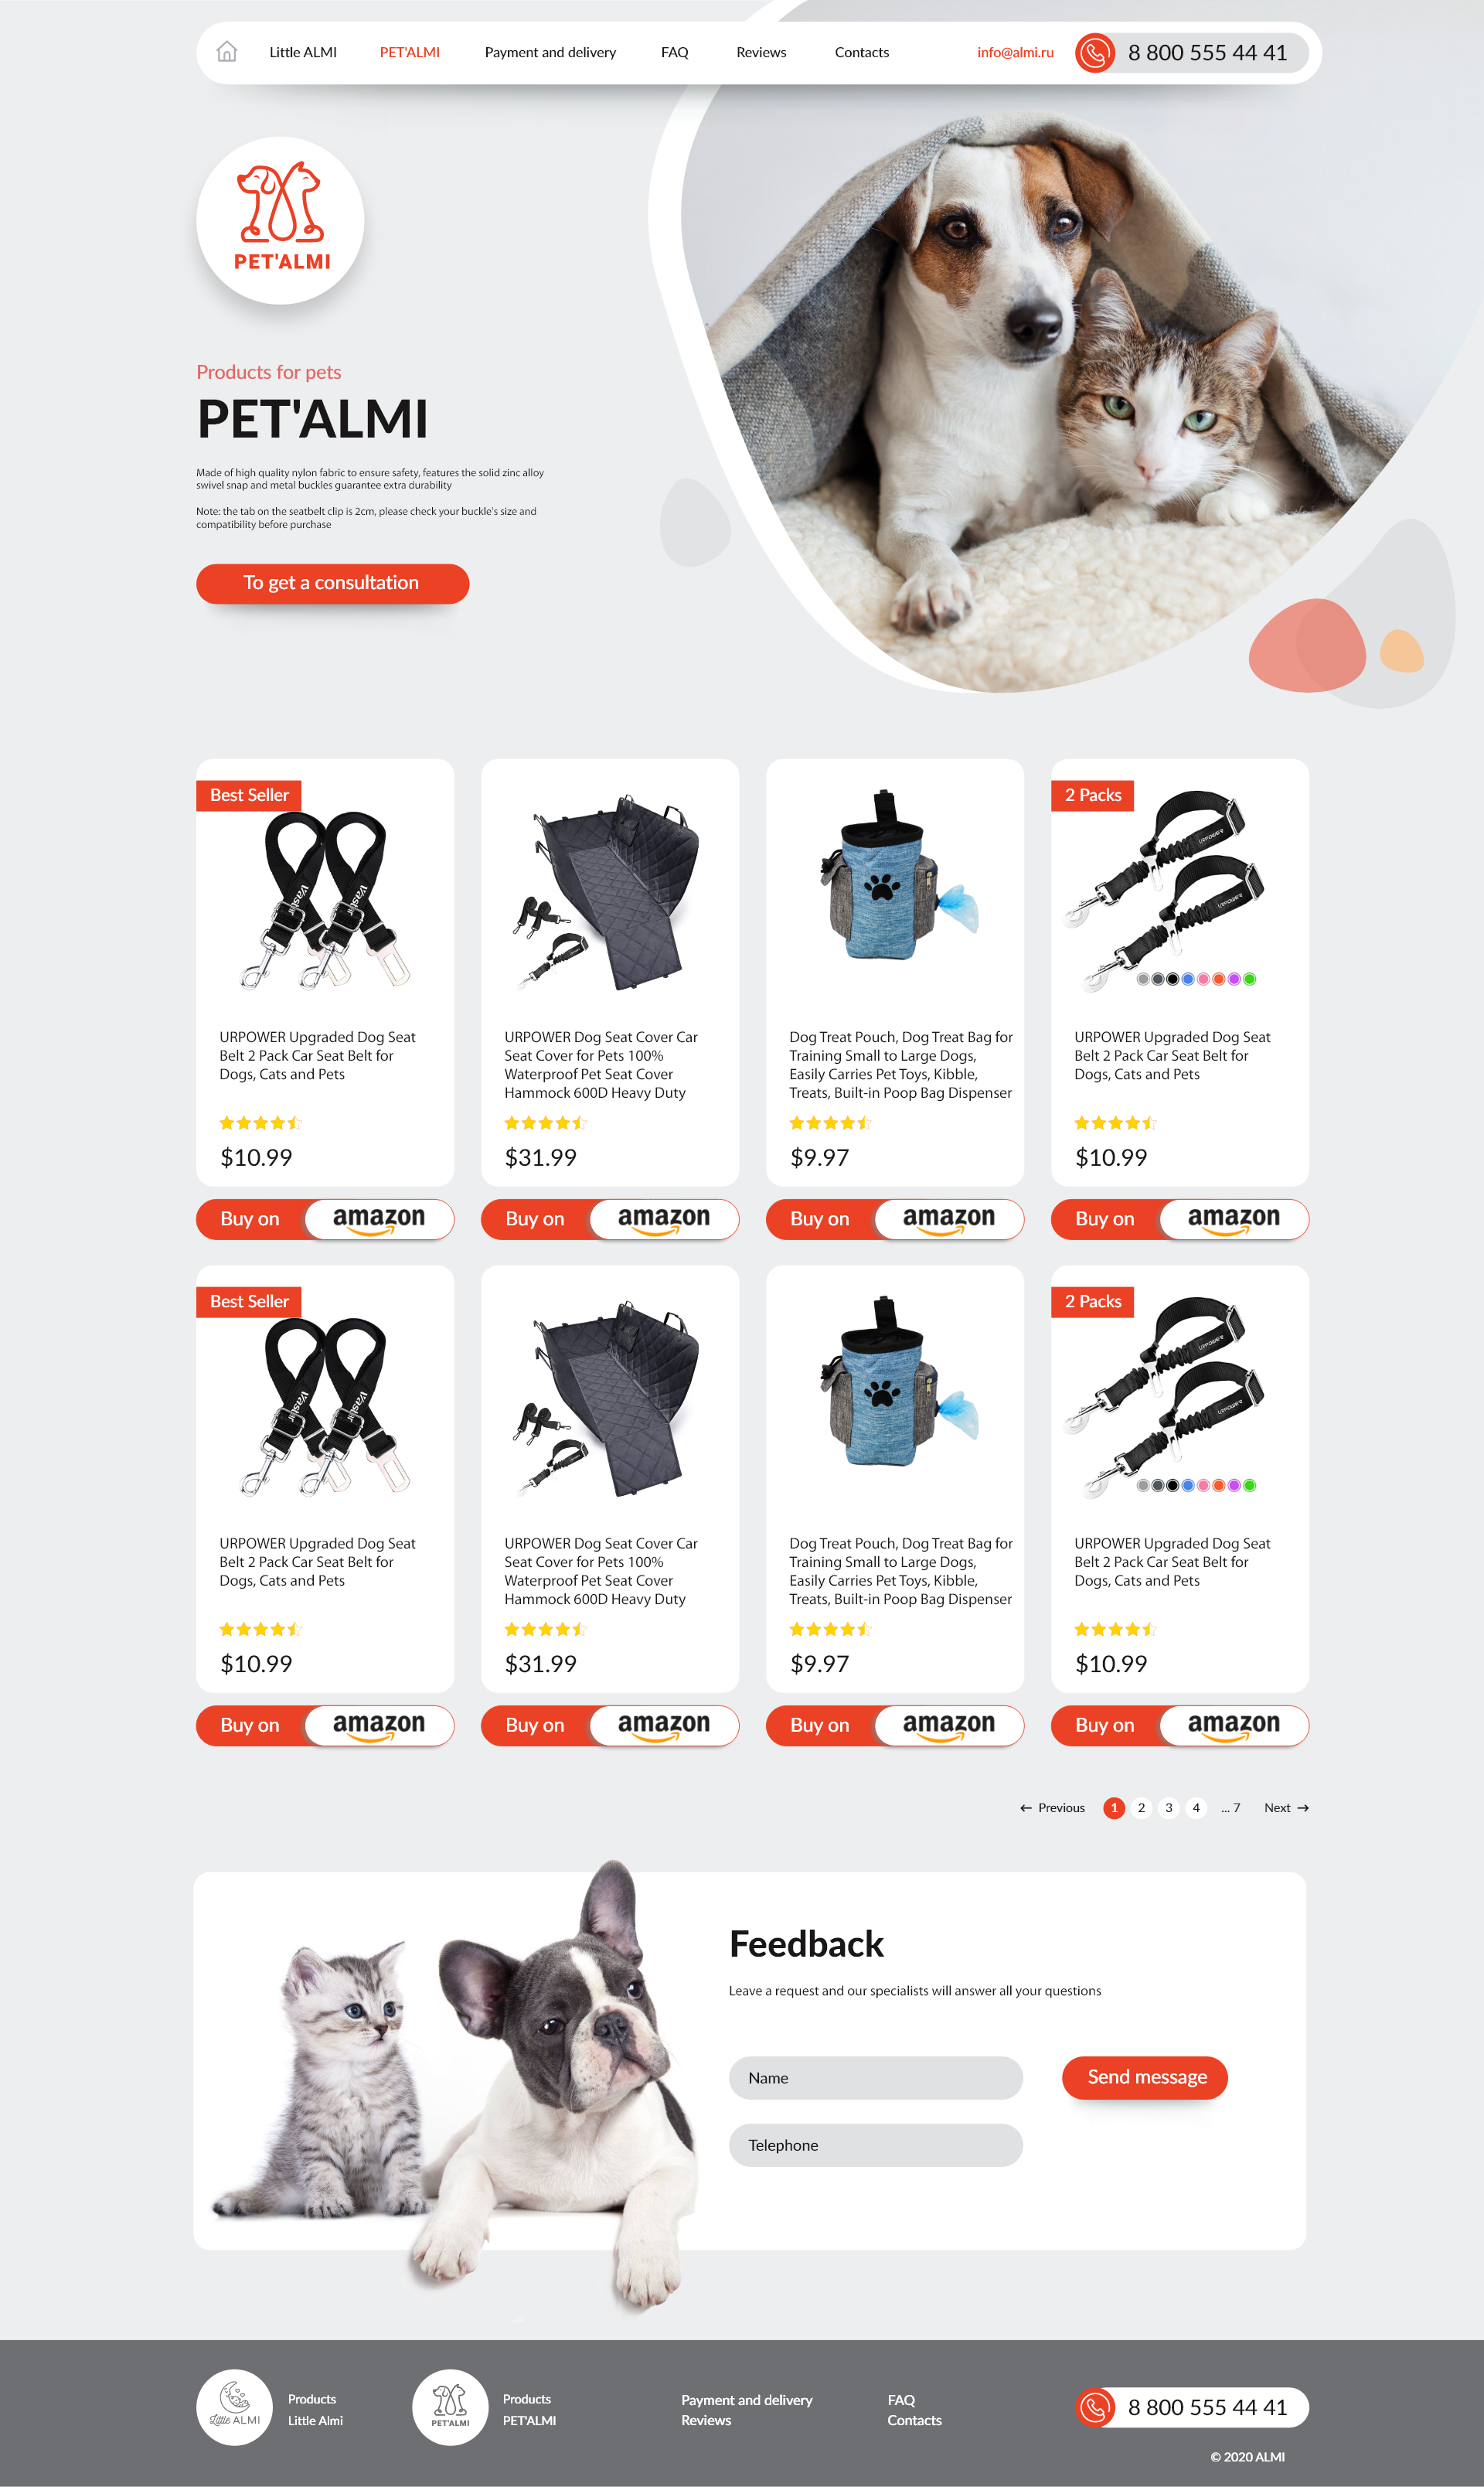 Little ALMI
PET'ALMI
Payment and delivery
FAQ
Reviews
Contacts
info@almi.ru
8 800 555 44 41
PET'ALMI
Products for pets
PET'ALMI
Made of high quality nylon fabric to ensure safety, features the solid zinc alloy
swivel snap and metal buckles guarantee extra durability
Note: the tab on the seatbelt clip is 2cm, please check your buckle's size and
compatibility before purchase
To get a consultation
Best Seller
Vastar
Vastar
URPOWER Upgraded Dog Seat
Belt 2 Pack Car Seat Belt for
Dogs, Cats and Pets
$10.99
Buy on
amazon
URPOWER Dog Seat Cover Car
Seat Cover for Pets 100%
Waterproof Pet Seat Cover
Hammock 600D Heavy Duty
$31.99
Buy on
amazon
Dog Treat Pouch, Dog Treat Bag for
Training Small to Large Dogs,
Easily Carries Pet Toys, Kibble,
Treats, Built-in Poop Bag Dispenser
$9.97
Buy on
amazon
2 Packs
URPOWER
URPOWER
URPOWER Upgraded Dog Seat
Belt 2 Pack Car Seat Belt for
Dogs, Cats and Pets
$10.99
Buy on
amazon
Best Seller
Vastar
Vastar
URPOWER Upgraded Dog Seat
Belt 2 Pack Car Seat Belt for
Dogs, Cats and Pets
$10.99
Buy on
amazon
URPOWER Dog Seat Cover Car
Seat Cover for Pets 100%
Waterproof Pet Seat Cover
Hammock 600D Heavy Duty
$31.99
Buy on
amazon
Dog Treat Pouch, Dog Treat Bag for
Training Small to Large Dogs,
Easily Carries Pet Toys, Kibble,
Treats, Built-in Poop Bag Dispenser
$9.97
Buy on
amazon
2 Packs
URPOWER
URPOWER
URPOWER Upgraded Dog Seat
Belt 2 Pack Car Seat Belt for
Dogs, Cats and Pets
$10.99
Buy on
amazon
← Previous 1 2 3 4 ... 7 Next →
Feedback
Leave a request and our specialists will answer all your questions
Name
Send message
Telephone
Little ALMI
Products
Little Almi
PET'ALMI
Products
PET'ALMI
Payment and delivery
Reviews
FAQ
Contacts
8 800 555 44 41
© 2020 ALMI